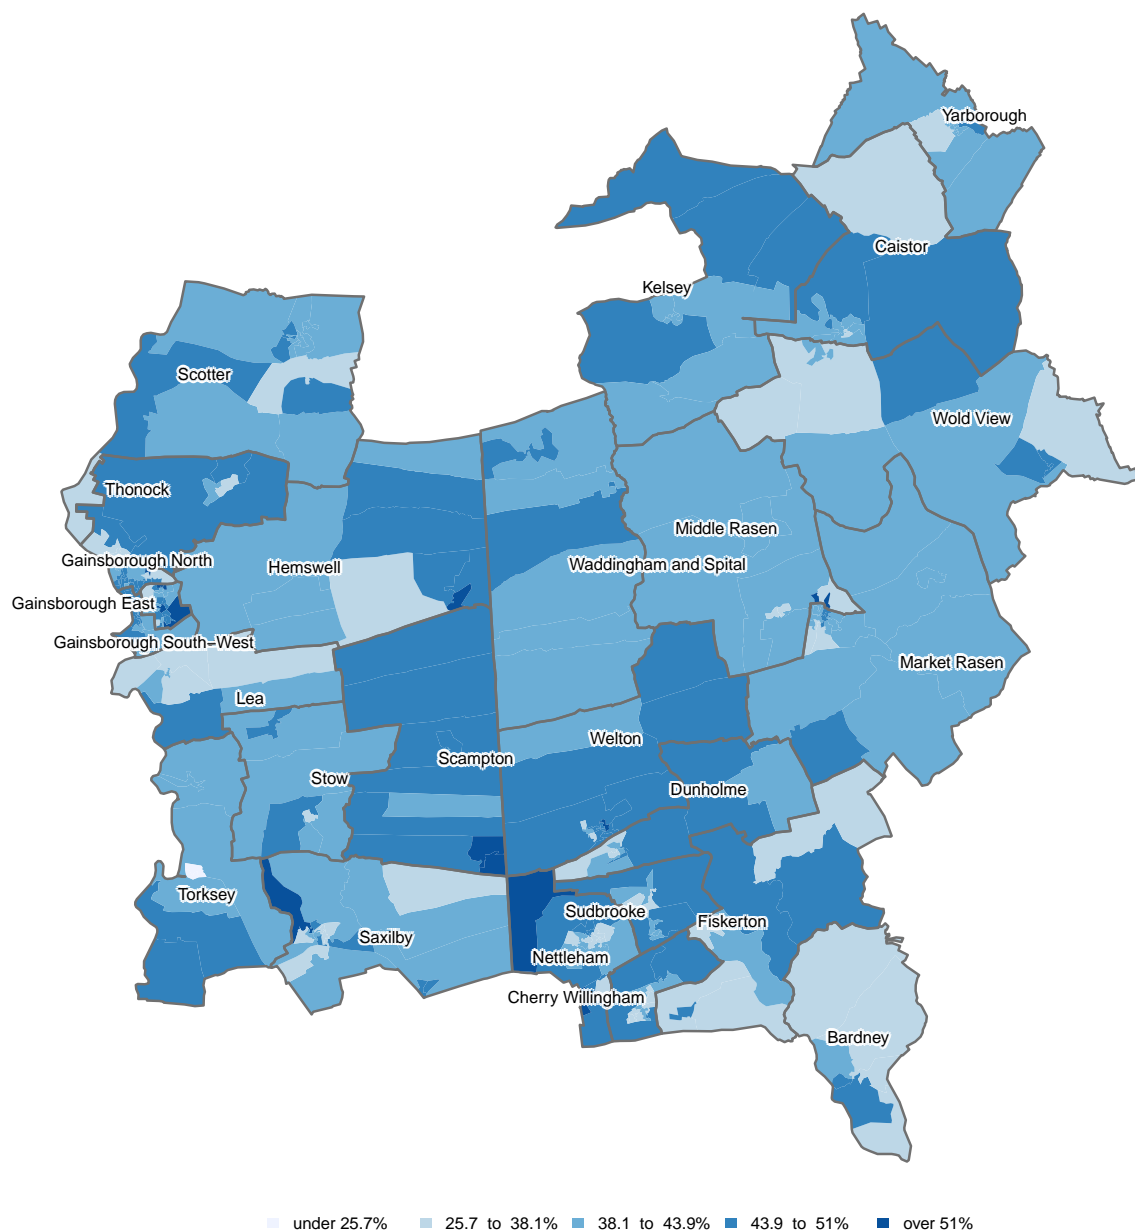 Yarborough
Caistor
Kelsey
Scotter
Wold View
Thonock
Middle Rasen
Gainsborough North
Hemswell
Waddingham and Spital
Gainsborough East
Gainsborough South−West
Market Rasen
Lea
Welton
Scampton
Stow
Dunholme
Torksey
Sudbrooke
Fiskerton
Saxilby
Nettleham
Cherry Willingham
Bardney
under 25.7% 25.7 to 38.1% 38.1 to 43.9% 43.9 to 51% over 51%